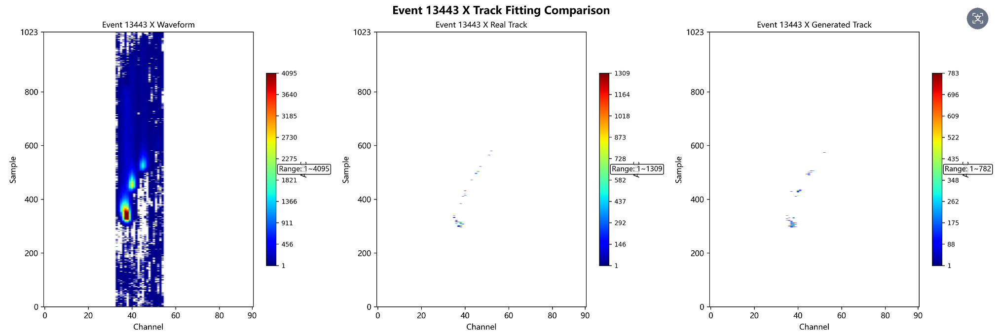 Event 13443 X Track Fitting Comparison
Event 13443 X Waveform
1023
800
600
400
200
0
Sample
0 20 40 60 80 90
Channel
4095
3640
3185
2730
2275
1821
1366
911
456
1
Range: 1~4095
Event 13443 X Real Track
1023
800
600
400
200
0
Sample
0 20 40 60 80 90
Channel
1309
1164
1018
873
728
582
437
292
146
1
Range: 1~1309
Event 13443 X Generated Track
1023
800
600
400
200
0
Sample
0 20 40 60 80 90
Channel
783
696
609
522
435
348
262
175
88
1
Range: 1~782
文